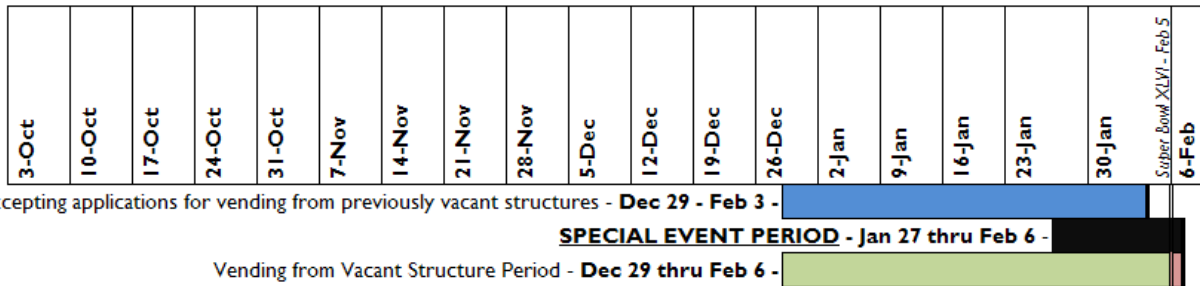 3-Oct
10-Oct
17-Oct
24-Oct
31-Oct
7-Nov
14-Nov
21-Nov
28-Nov
5-Dec
12-Dec
19-Dec
26-Dec
2-Jan
9-Jan
16-Jan
23-Jan
30-Jan
Super Bowl XLVI - Feb 5
6-Feb
ccepting applications for vending from previously vacant structures - Dec 29 - Feb 3 -
SPECIAL EVENT PERIOD - Jan 27 thru Feb 6 -
Vending from Vacant Structure Period - Dec 29 thru Feb 6 -